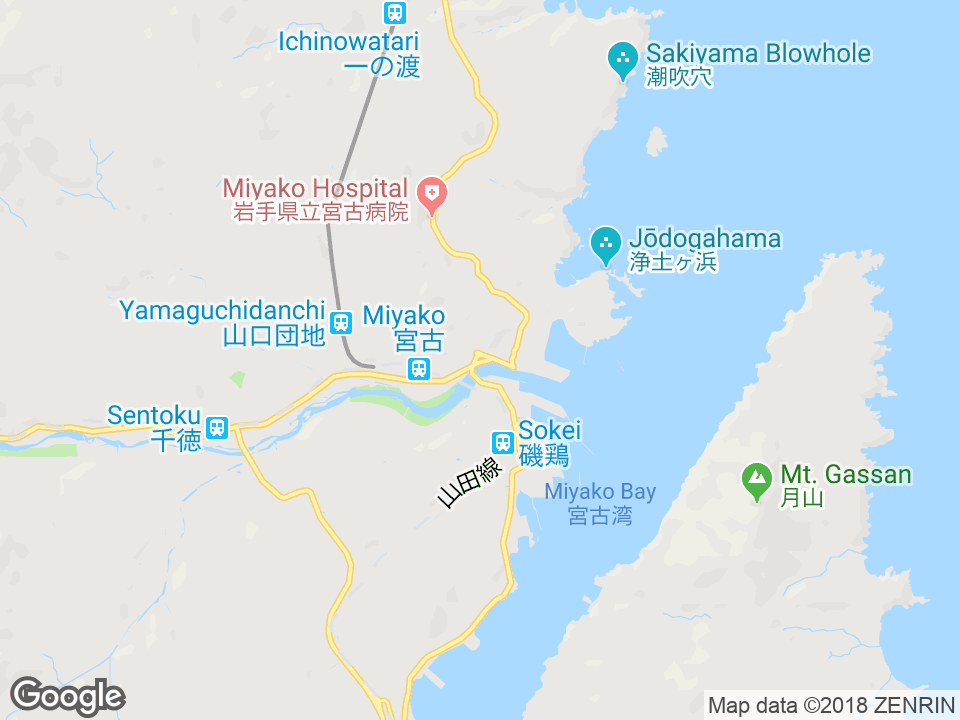 Ichinowatari
一の渡
Sakiyama Blowhole
潮吹穴
Miyako Hospital
岩手県立宮古病院
Jōdogahama
浄土ヶ浜
Yamaguchidanchi
山口団地
Miyako
宮古
Sentoku
千徳
Sokei
磯鶏
山田線
Miyako Bay
宮古湾
Mt. Gassan
月山
Google
Map data ©2018 ZENRIN